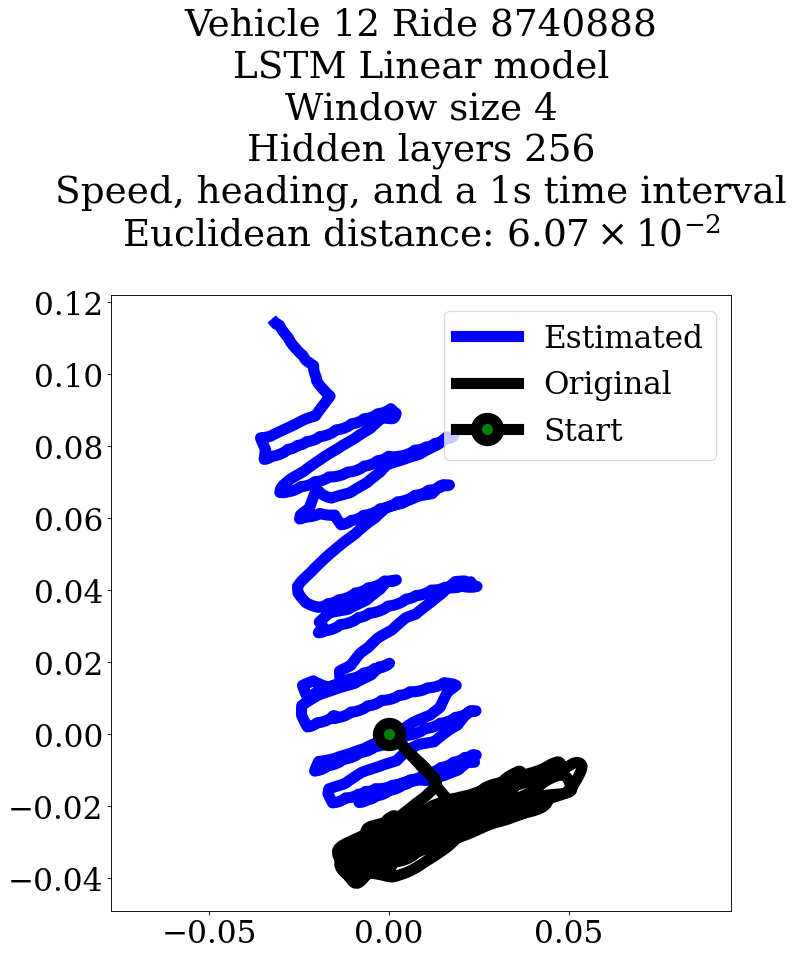 Vehicle 12 Ride 8740888
LSTM Linear model
Window size 4
Hidden layers 256
Speed, heading, and a 1s time interval
Euclidean distance: 6.07 × 10⁻²
Estimated
Original
Start
0.12
0.10
0.08
0.06
0.04
0.02
0.00
−0.02
−0.04
−0.05 0.00 0.05